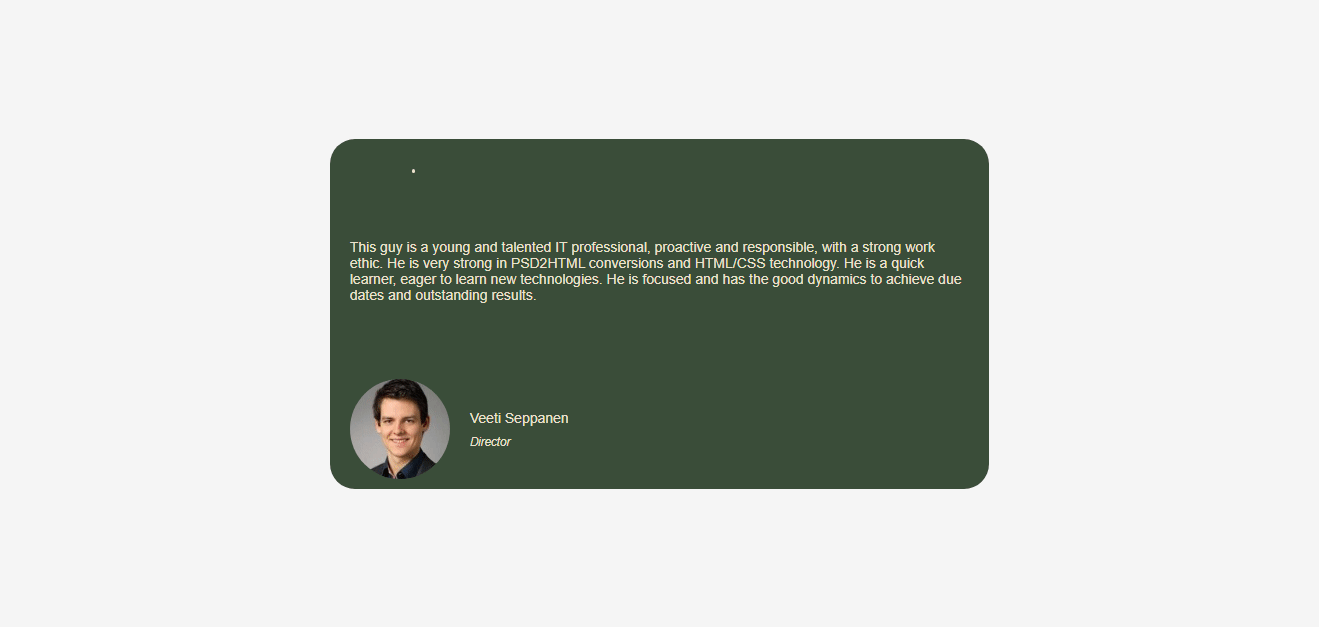 This guy is a young and talented IT professional, proactive and responsible, with a strong work
ethic. He is very strong in PSD2HTML conversions and HTML/CSS technology. He is a quick
learner, eager to learn new technologies. He is focused and has the good dynamics to achieve due
dates and outstanding results.
Veeti Seppanen
Director